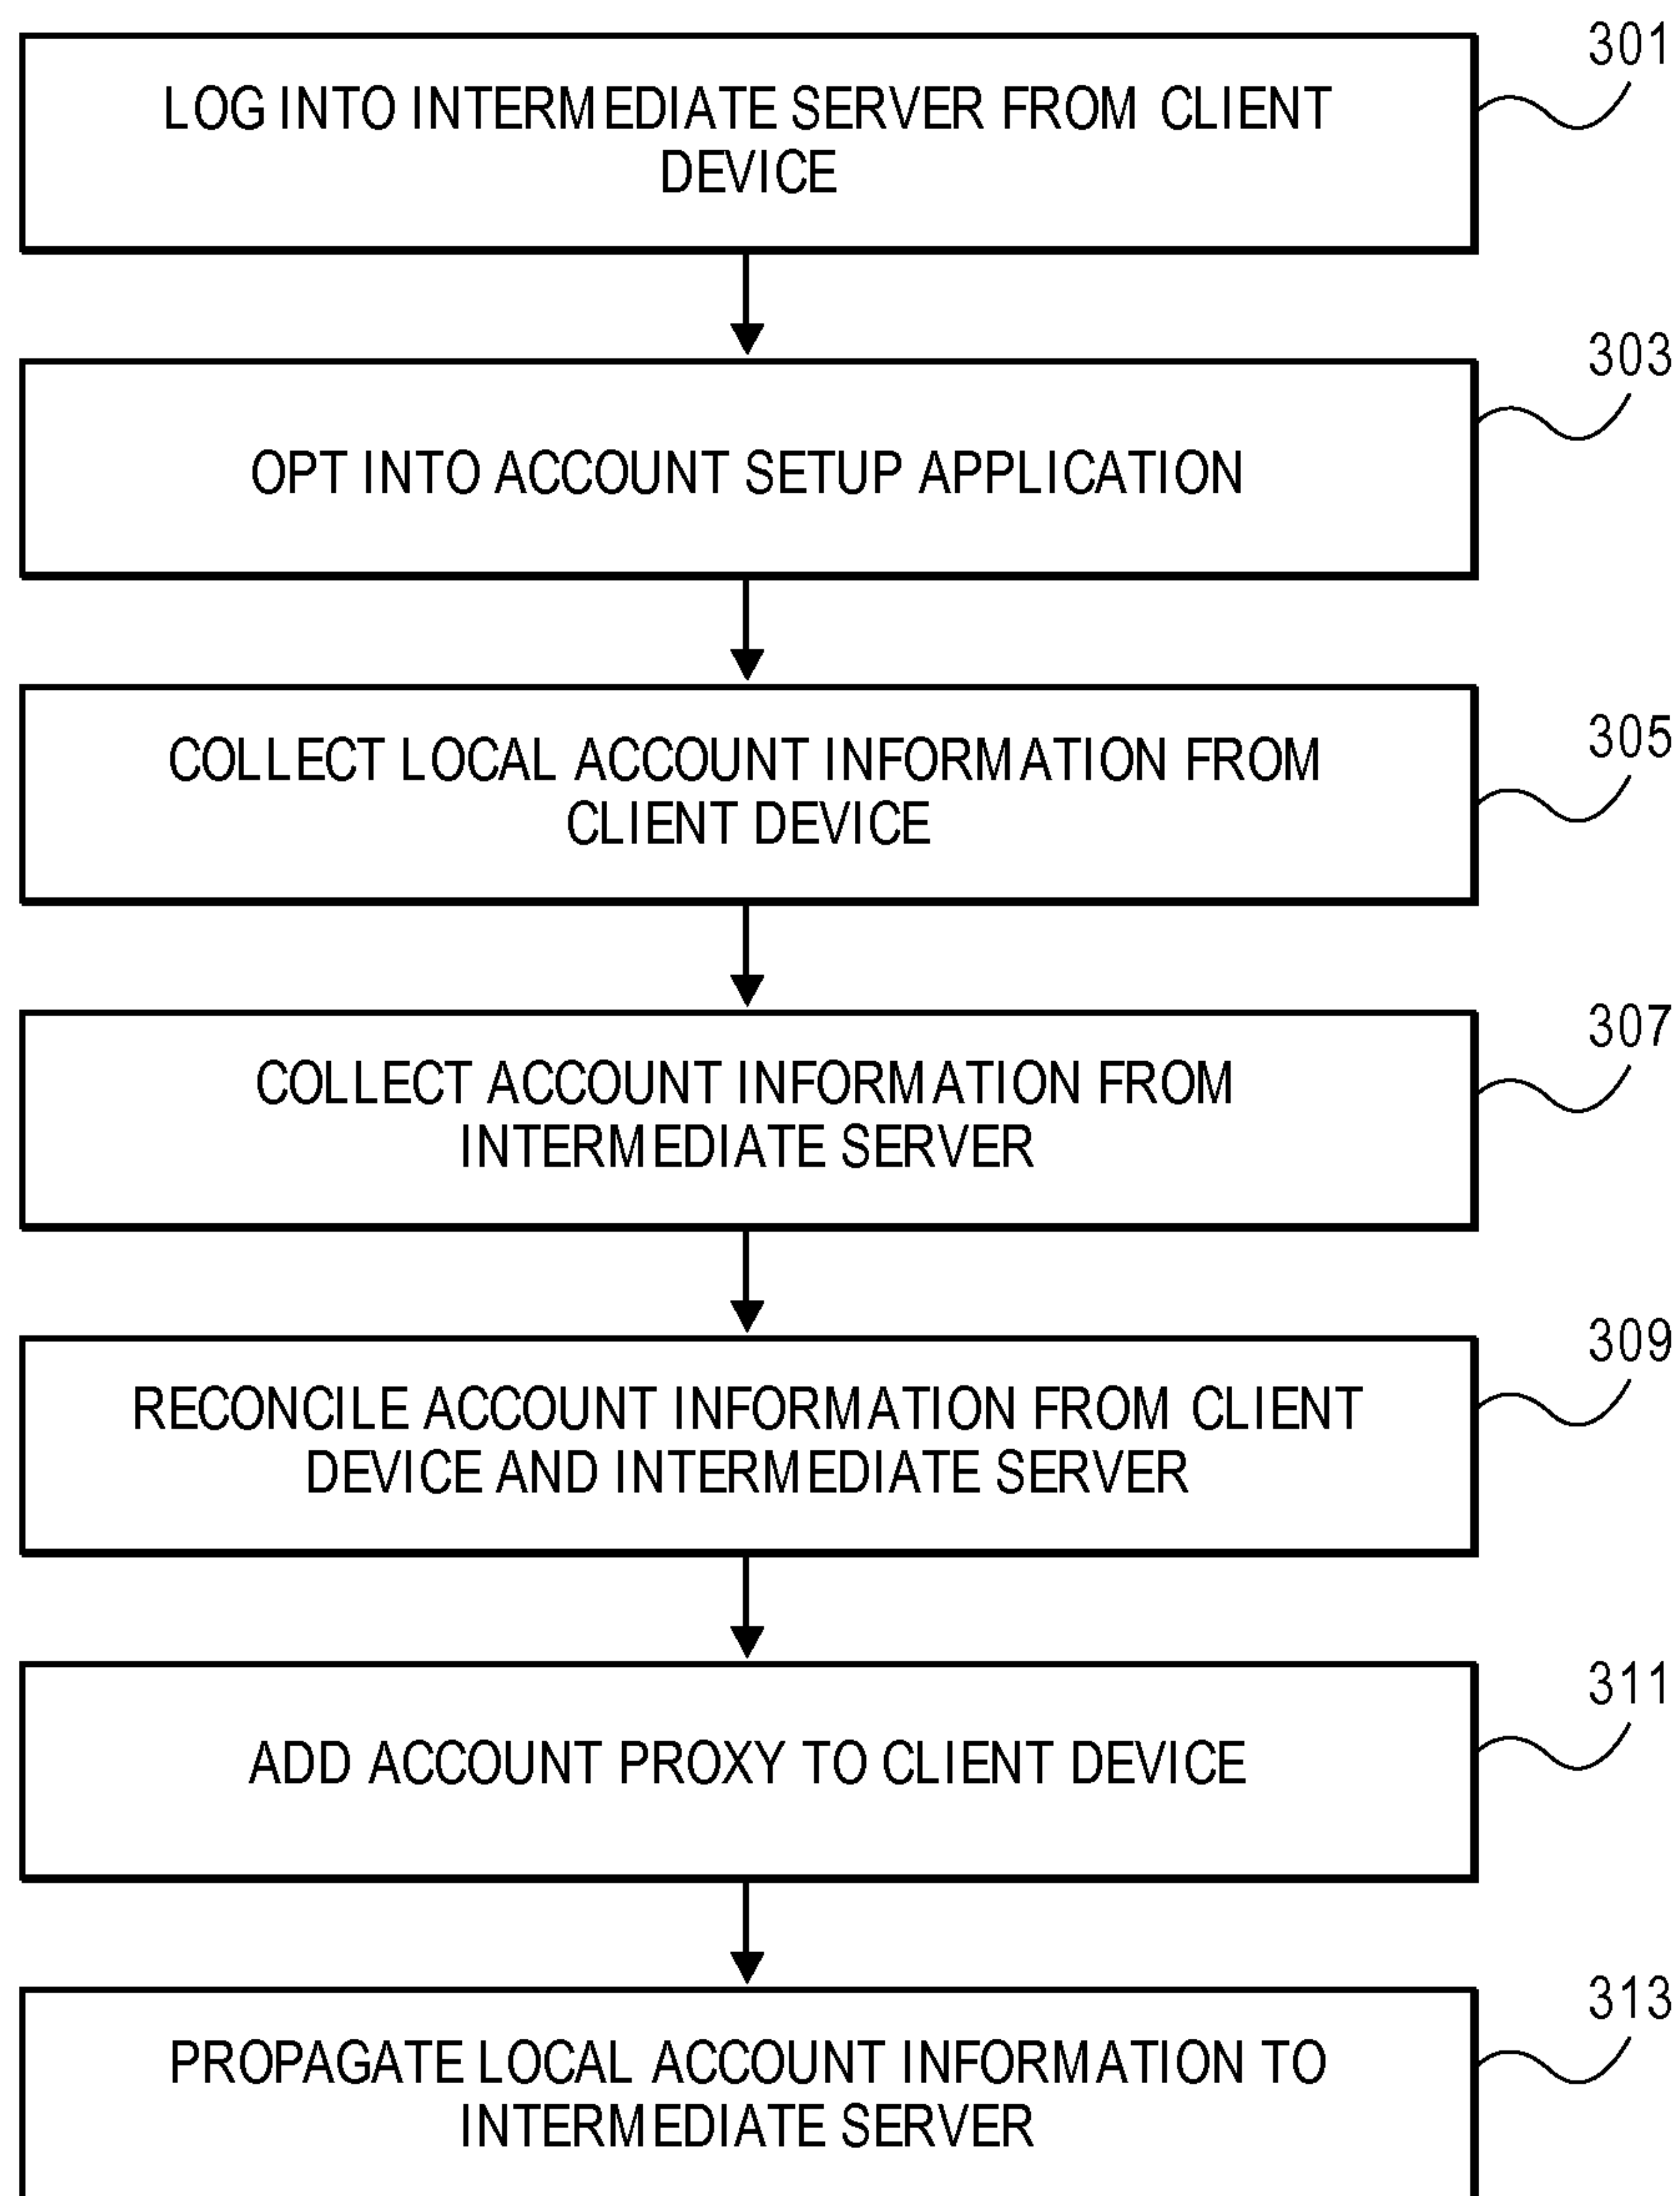 301
LOG INTO INTERMEDIATE SERVER FROM CLIENT
DEVICE
303
OPT INTO ACCOUNT SETUP APPLICATION
305
COLLECT LOCAL ACCOUNT INFORMATION FROM
CLIENT DEVICE
307
COLLECT ACCOUNT INFORMATION FROM
INTERMEDIATE SERVER
309
RECONCILE ACCOUNT INFORMATION FROM CLIENT
DEVICE AND INTERMEDIATE SERVER
311
ADD ACCOUNT PROXY TO CLIENT DEVICE
313
PROPAGATE LOCAL ACCOUNT INFORMATION TO
INTERMEDIATE SERVER